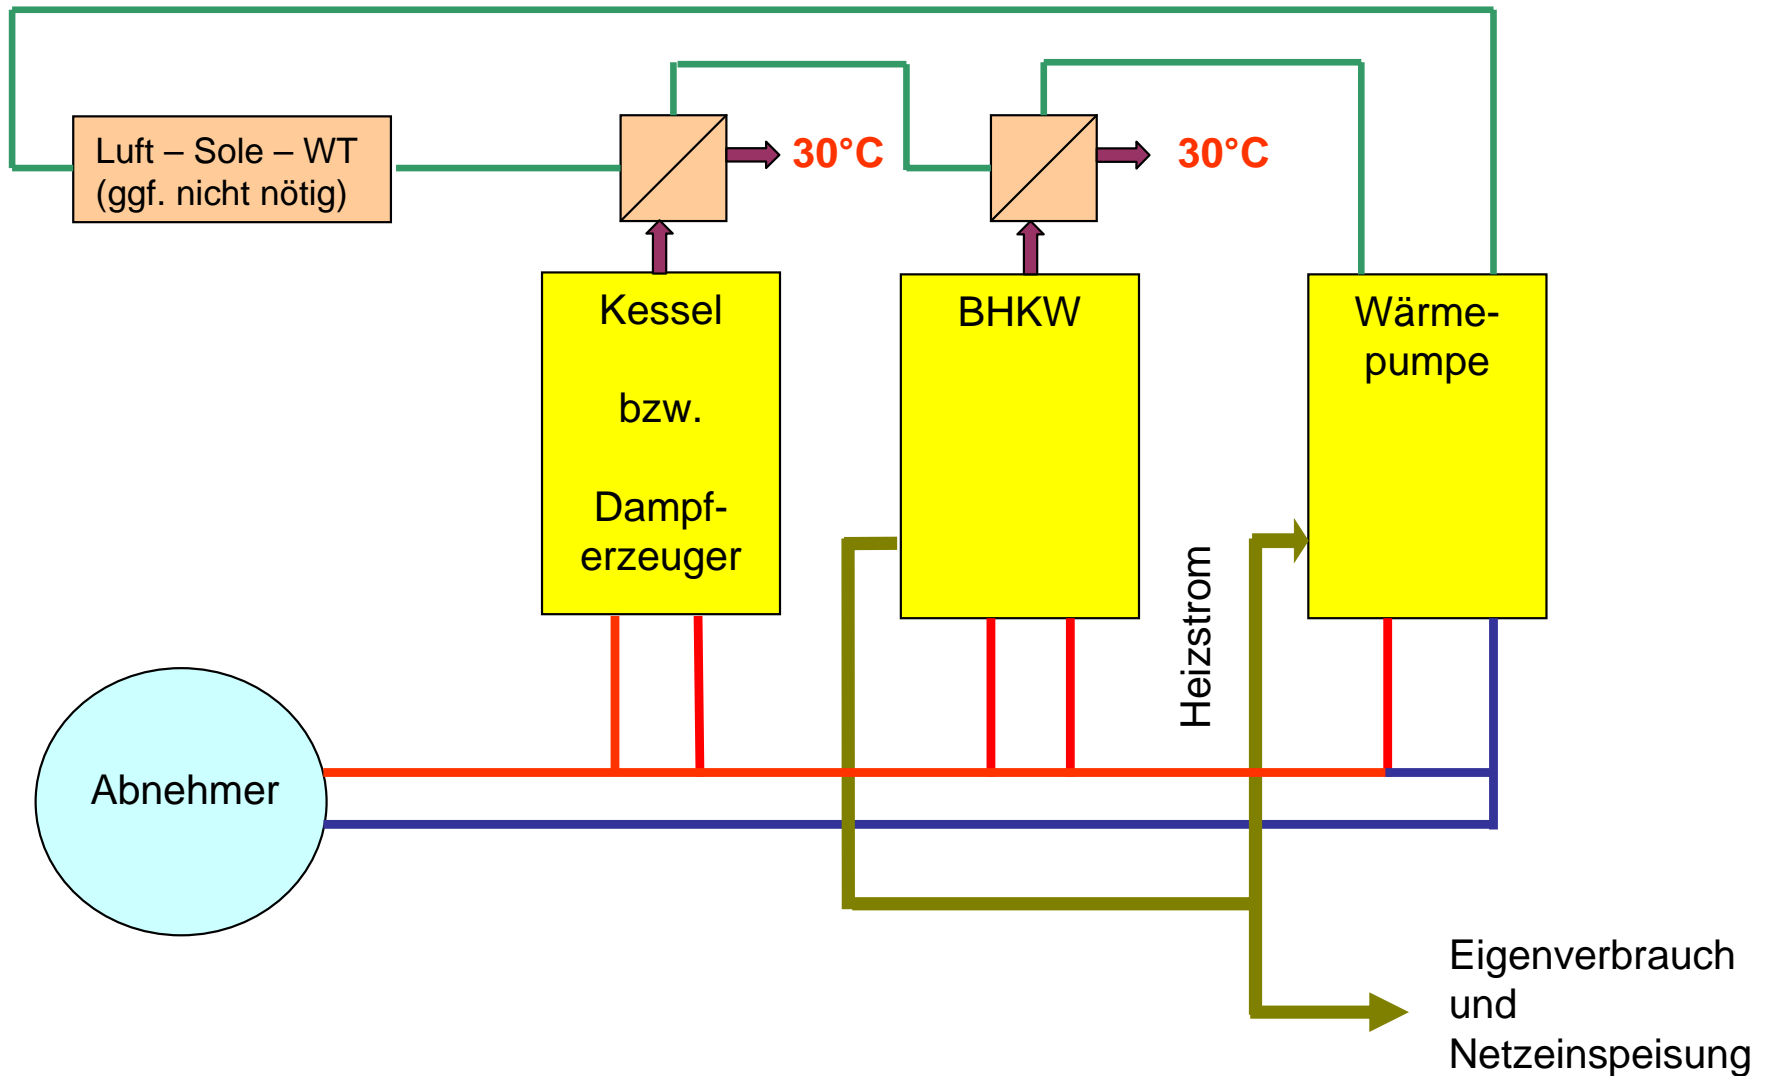 Luft – Sole – WT
(ggf. nicht nötig)
30°C
30°C
Kessel
bzw.
Dampf-
erzeuger
BHKW
Wärme-
pumpe
Heizstrom
Abnehmer
Eigenverbrauch
und
Netzeinspeisung